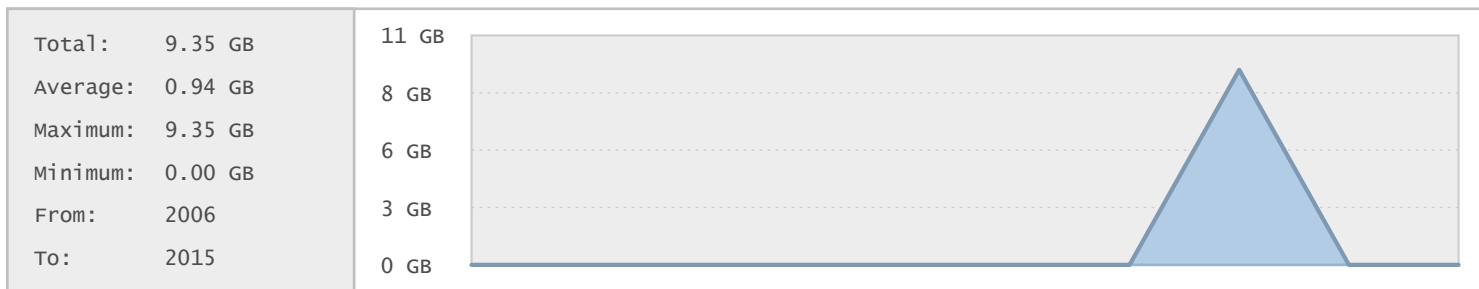 Total: 9.35 GB
Average: 0.94 GB
Maximum: 9.35 GB
Minimum: 0.00 GB
From: 2006
To: 2015
11 GB
8 GB
6 GB
3 GB
0 GB